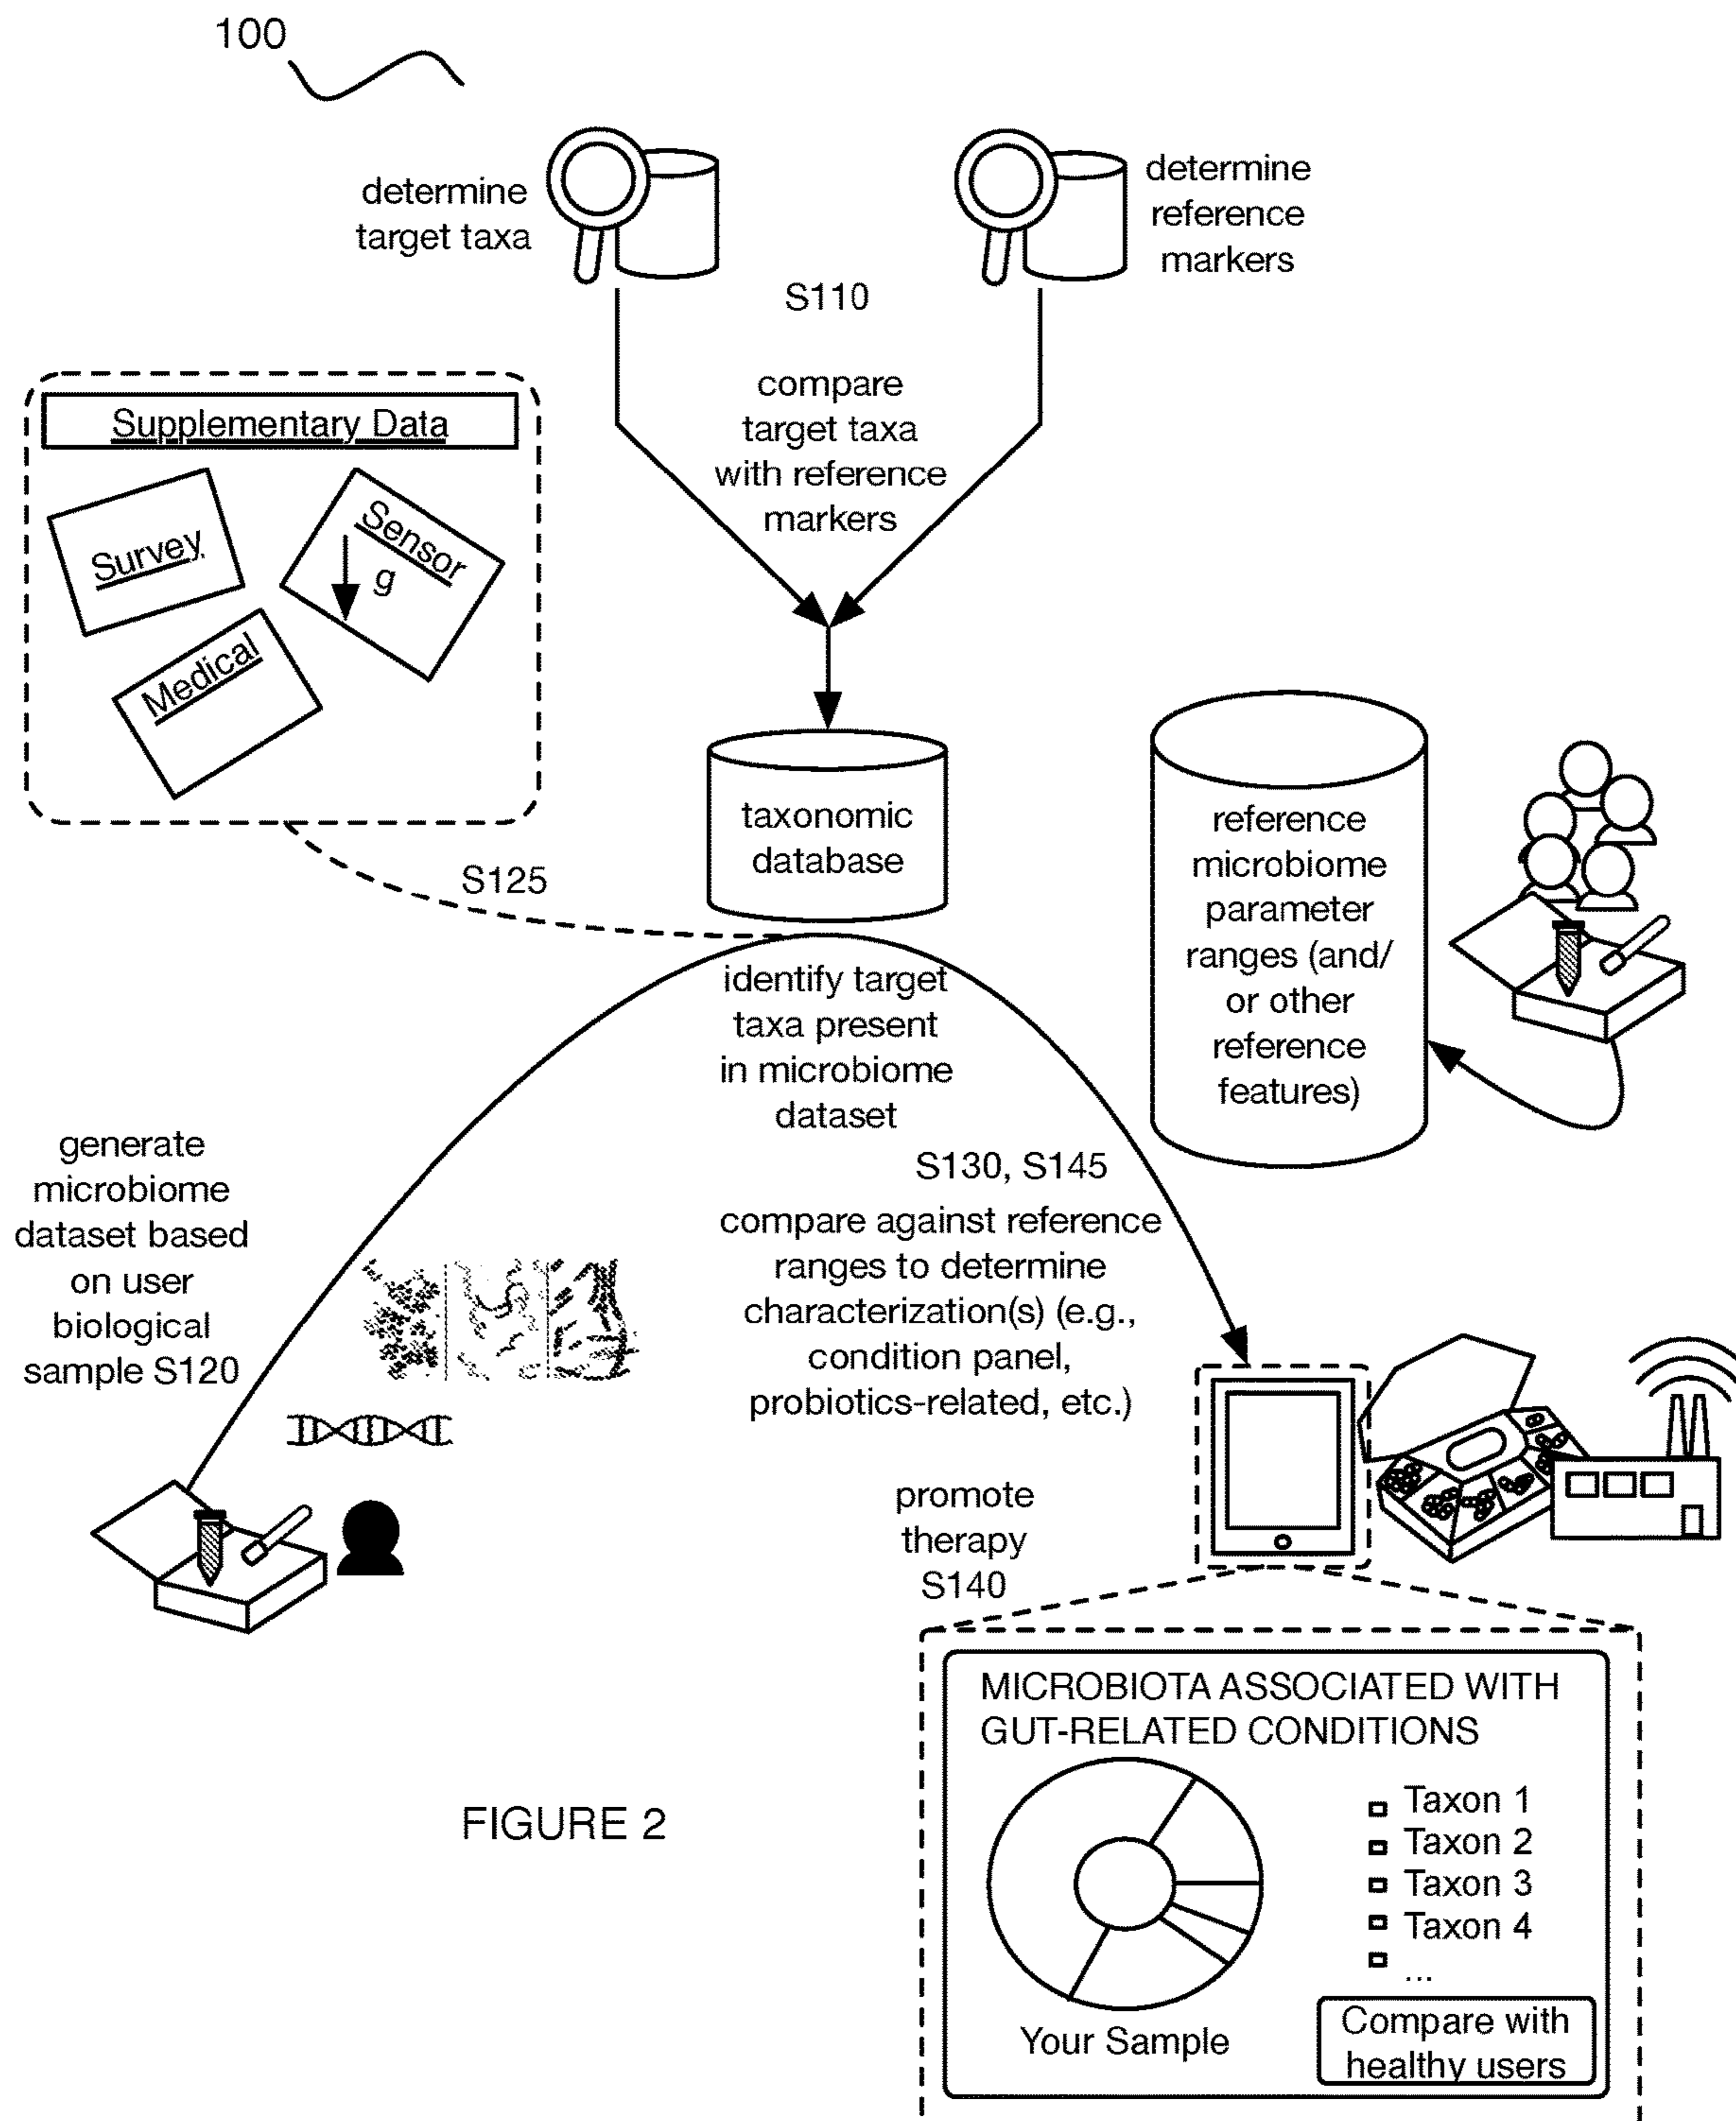 100
determine
target taxa
determine
reference
markers
S110
compare
target taxa
with reference
markers
Supplementary Data
Survey
Sensor
g
Medical
taxonomic
database
S125
reference
microbiome
parameter
ranges (and/
or other
reference
features)
identify target
taxa present
in microbiome
dataset
generate
microbiome
dataset based
on user
biological
sample S120
S130, S145
compare against reference
ranges to determine
characterization(s) (e.g.,
condition panel,
probiotics-related, etc.)
promote
therapy
S140
MICROBIOTA ASSOCIATED WITH
GUT-RELATED CONDITIONS
Taxon 1
Taxon 2
Taxon 3
Taxon 4
...
Your Sample
Compare with
healthy users
FIGURE 2